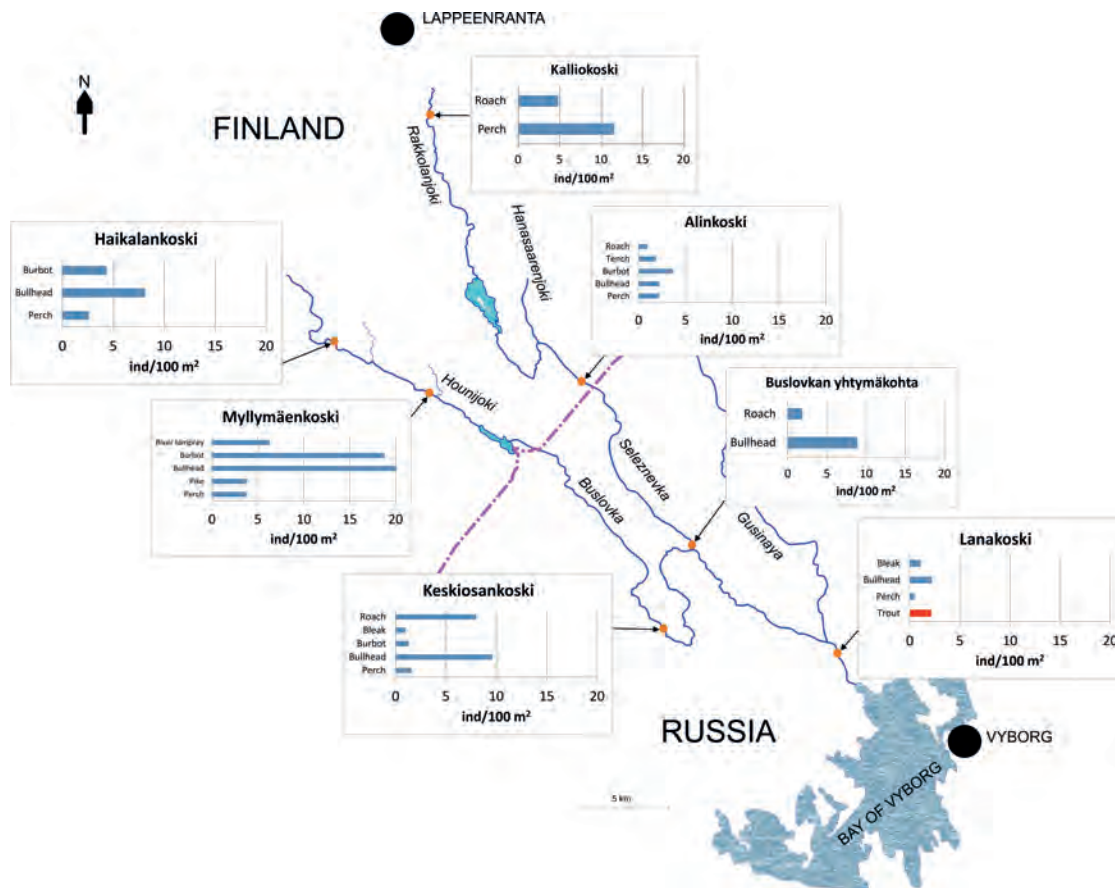 LAPPEENRANTA
N
FINLAND
Kalliokoski
Roach
Perch
0 5 10 15 20
ind/100 m²
Rakkolanjoki
Hanasaarenjoki
Haikalankoski
Burbot
Bullhead
Perch
0 5 10 15 20
ind/100 m²
Alinkoski
Roach
Tench
Burbot
Bullhead
Perch
0 5 10 15 20
ind/100 m²
Hounijoki
Myllymäenkoski
River lamprey
Burbot
Bullhead
Pike
Perch
0 5 10 15 20
ind/100 m²
Buslovkan yhtymäkohta
Roach
Bullhead
0 5 10 15 20
ind/100 m²
Seleznevka
Buslovka
Gusinaya
Keskiosankoski
Roach
Bleak
Burbot
Bullhead
Perch
0 5 10 15 20
ind/100 m²
Lanakoski
Bleak
Bullhead
Perch
Trout
0 5 10 15 20
ind/100 m²
RUSSIA
VYBORG
BAY OF VYBORG
5 km